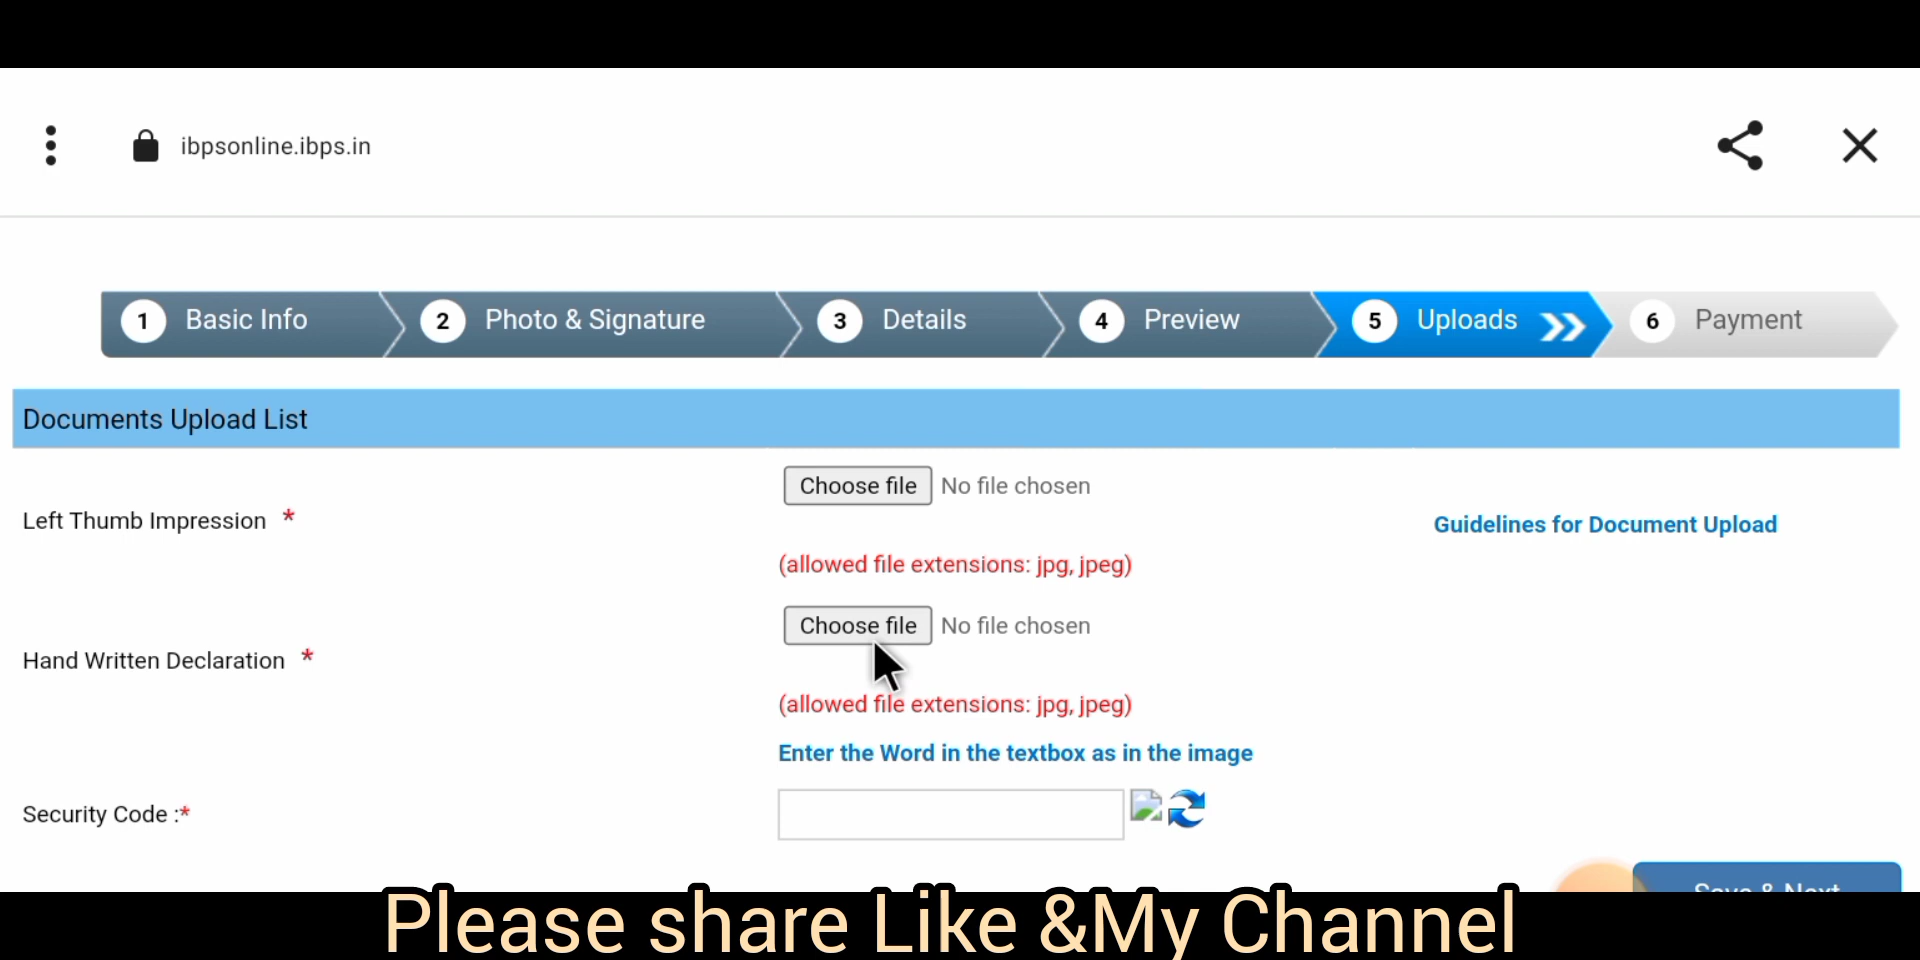 ibpsonline.ibps.in
1 Basic Info 2 Photo & Signature 3 Details 4 Preview 5 Uploads 6 Payment
Documents Upload List
Choose file No file chosen
Left Thumb Impression *
Guidelines for Document Upload
(allowed file extensions: jpg, jpeg)
Choose file No file chosen
Hand Written Declaration *
(allowed file extensions: jpg, jpeg)
Enter the Word in the textbox as in the image
Security Code :*
Save & Next
Please share Like &My Channel